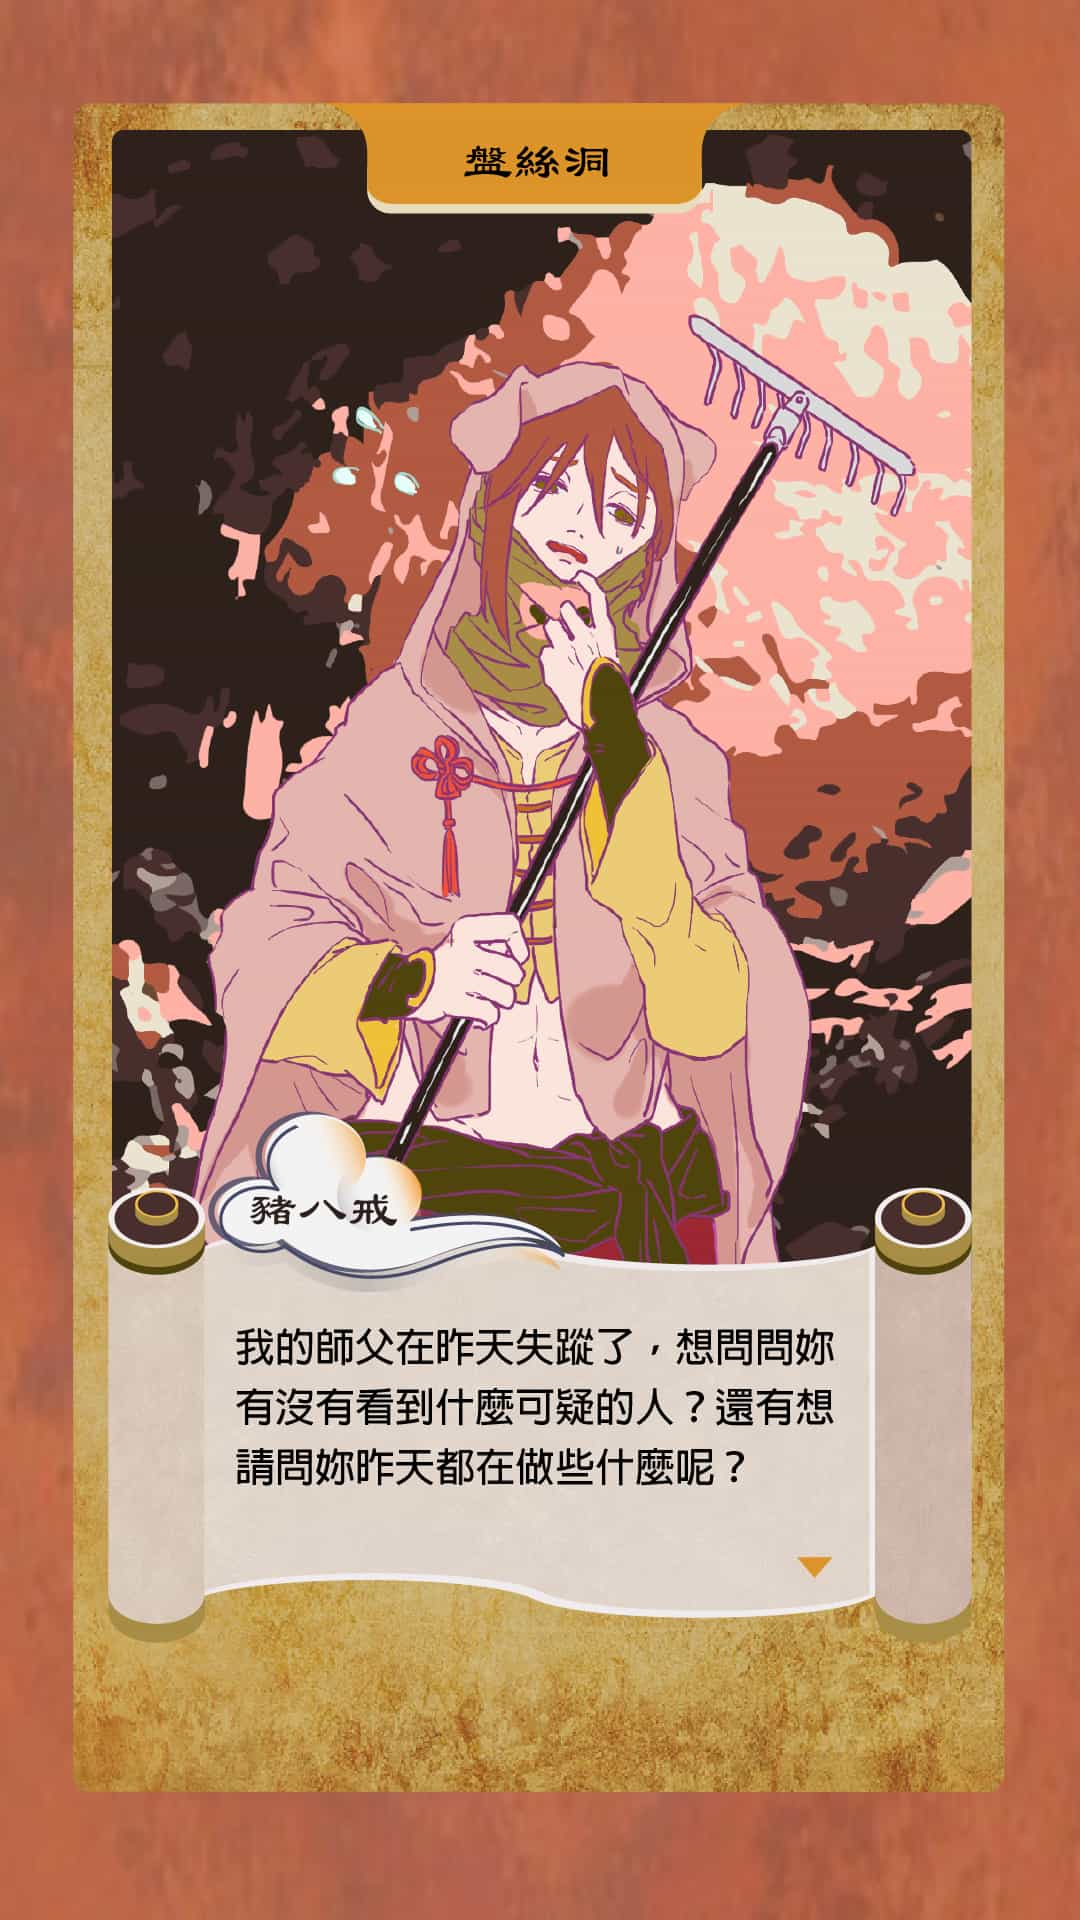 盤絲洞
豬八戒
我的師父在昨天失蹤了，想問問妳
有沒有看到什麼可疑的人？還有想
請問妳昨天都在做些什麼呢？